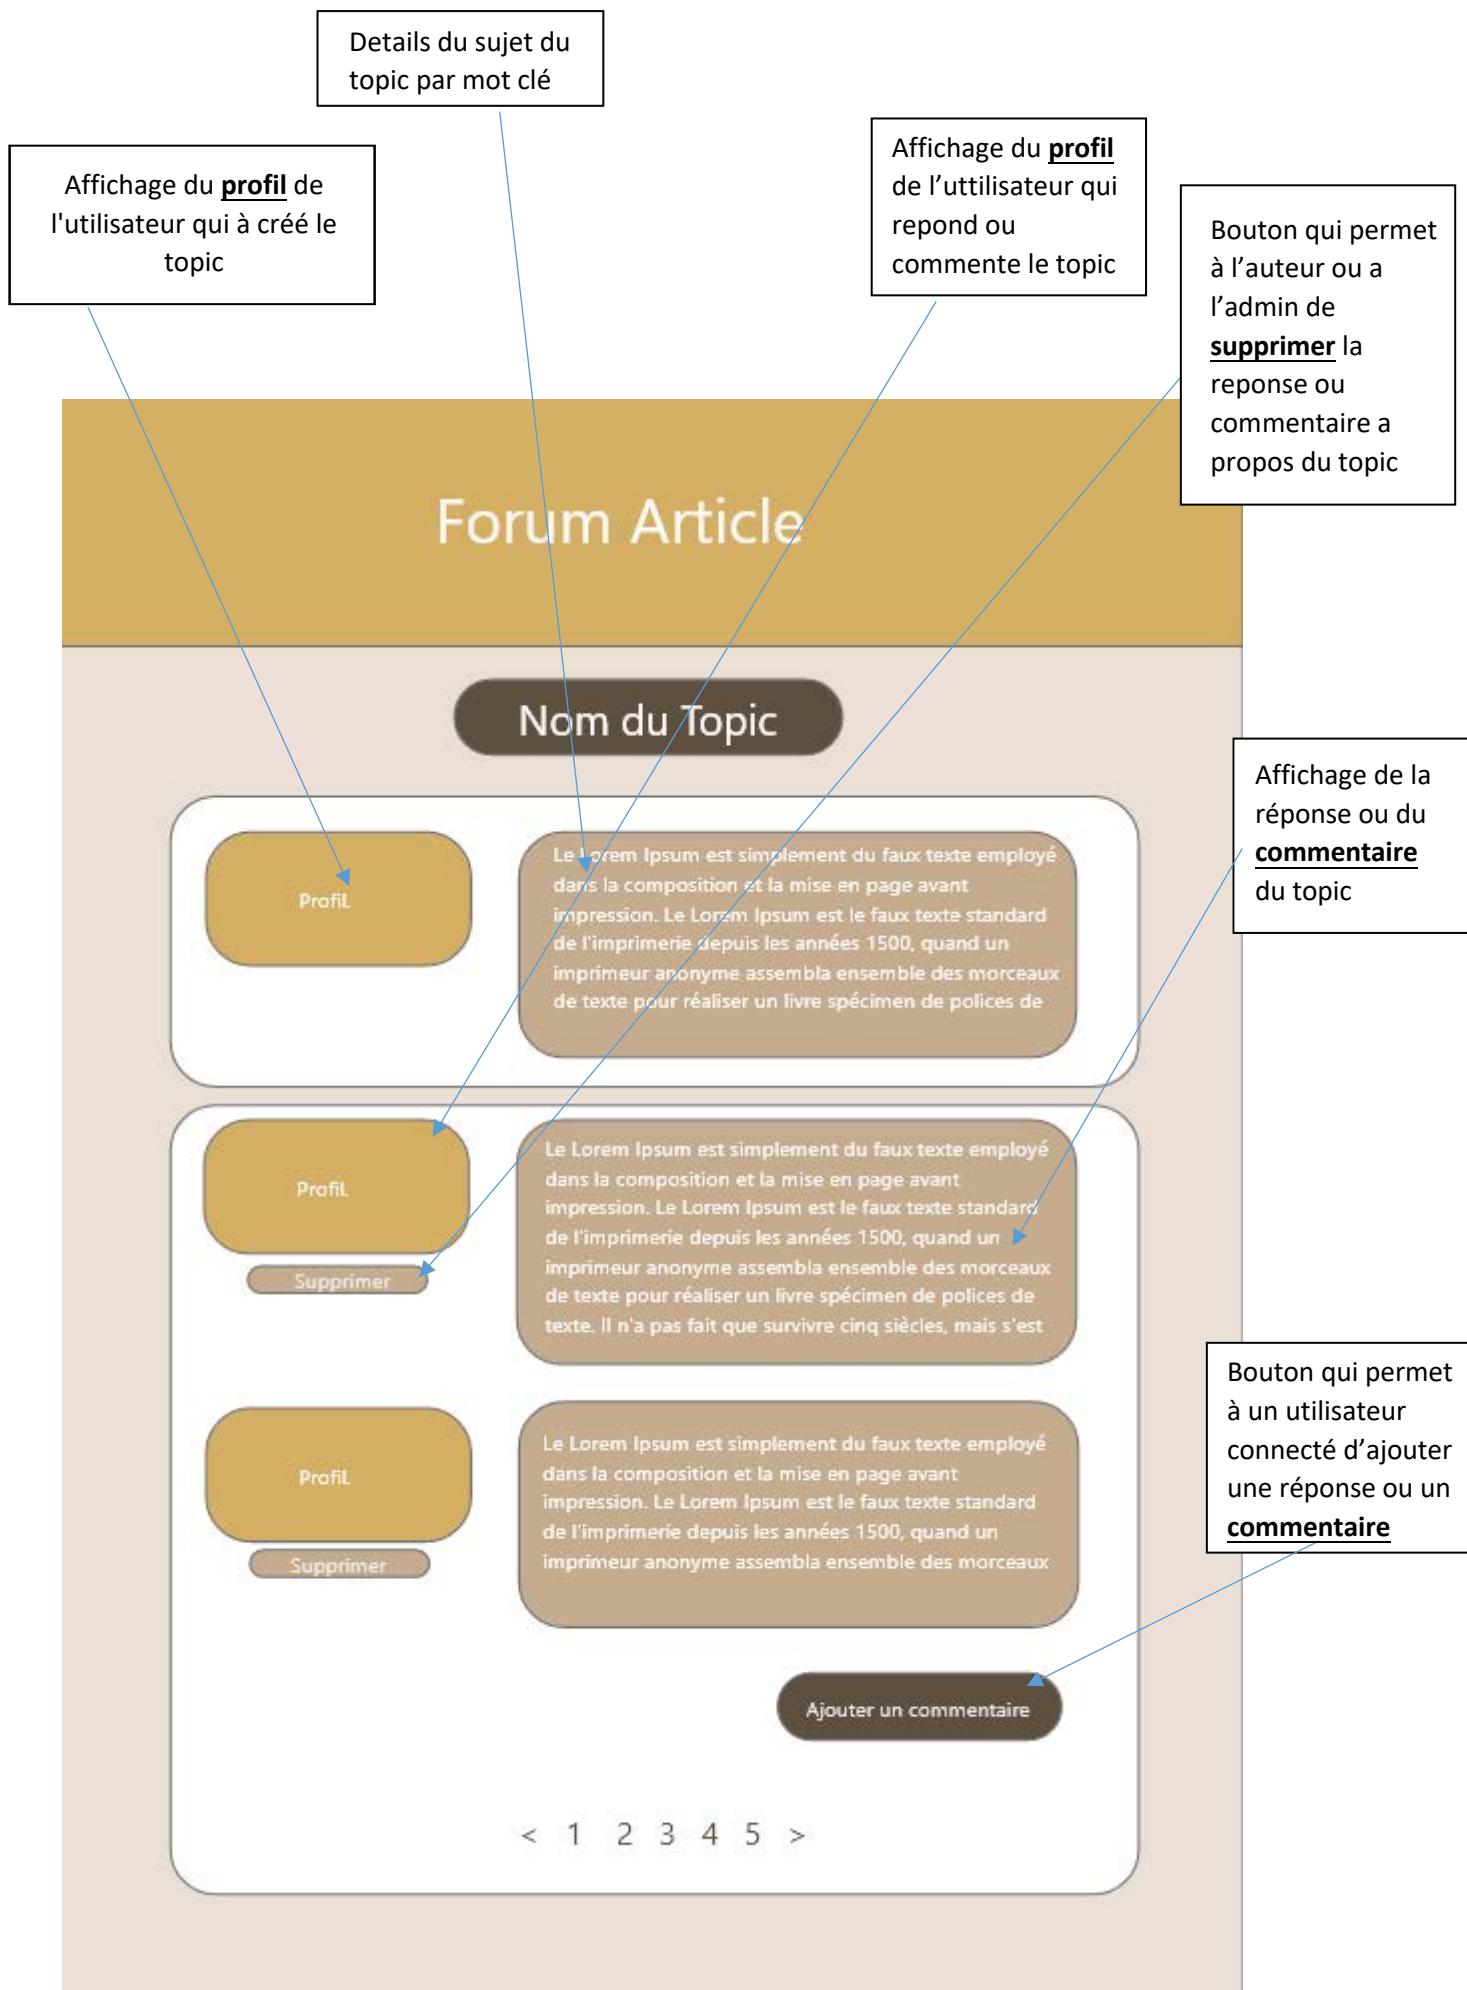 Details du sujet du
topic par mot clé
Affichage du profil de
l'utilisateur qui à créé le
topic
Affichage du profil
de l’uttilisateur qui
repond ou
commente le topic
Bouton qui permet
à l’auteur ou a
l’admin de
supprimer la
reponse ou
commentaire a
propos du topic
Forum Article
Nom du Topic
Affichage de la
réponse ou du
commentaire
du topic
Profil.
Le Lorem Ipsum est simplement du faux texte employé
dans la composition et la mise en page avant
impression. Le Lorem Ipsum est le faux texte standard
de l'imprimerie depuis les années 1500, quand un
imprimeur anonyme assembla ensemble des morceaux
de texte pour réaliser un livre spécimen de polices de
Profil.
Supprimer
Le Lorem Ipsum est simplement du faux texte employé
dans la composition et la mise en page avant
impression. Le Lorem Ipsum est le faux texte standard
de l'imprimerie depuis les années 1500, quand un
imprimeur anonyme assembla ensemble des morceaux
de texte pour réaliser un livre spécimen de polices de
texte. Il n'a pas fait que survivre cinq siècles, mais s'est
Bouton qui permet
à un utilisateur
connecté d’ajouter
une réponse ou un
commentaire
Profil.
Supprimer
Le Lorem Ipsum est simplement du faux texte employé
dans la composition et la mise en page avant
impression. Le Lorem Ipsum est le faux texte standard
de l'imprimerie depuis les années 1500, quand un
imprimeur anonyme assembla ensemble des morceaux
Ajouter un commentaire
< 1 2 3 4 5 >